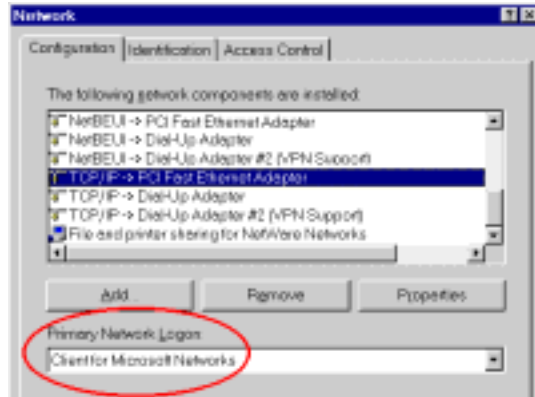 Network
Configuration Identification Access Control
The following network components are installed:
NetBEUI -> PCI Fast Ethernet Adapter
NetBEUI -> Dial-Up Adapter
NetBEUI -> Dial-Up Adapter #2 (VPN Support)
TCP/IP -> PCI Fast Ethernet Adapter
TCP/IP -> Dial-Up Adapter
TCP/IP -> Dial-Up Adapter #2 (VPN Support)
File and printer sharing for NetWare Networks
Add... Remove Properties
Primary Network Logon:
Client for Microsoft Networks